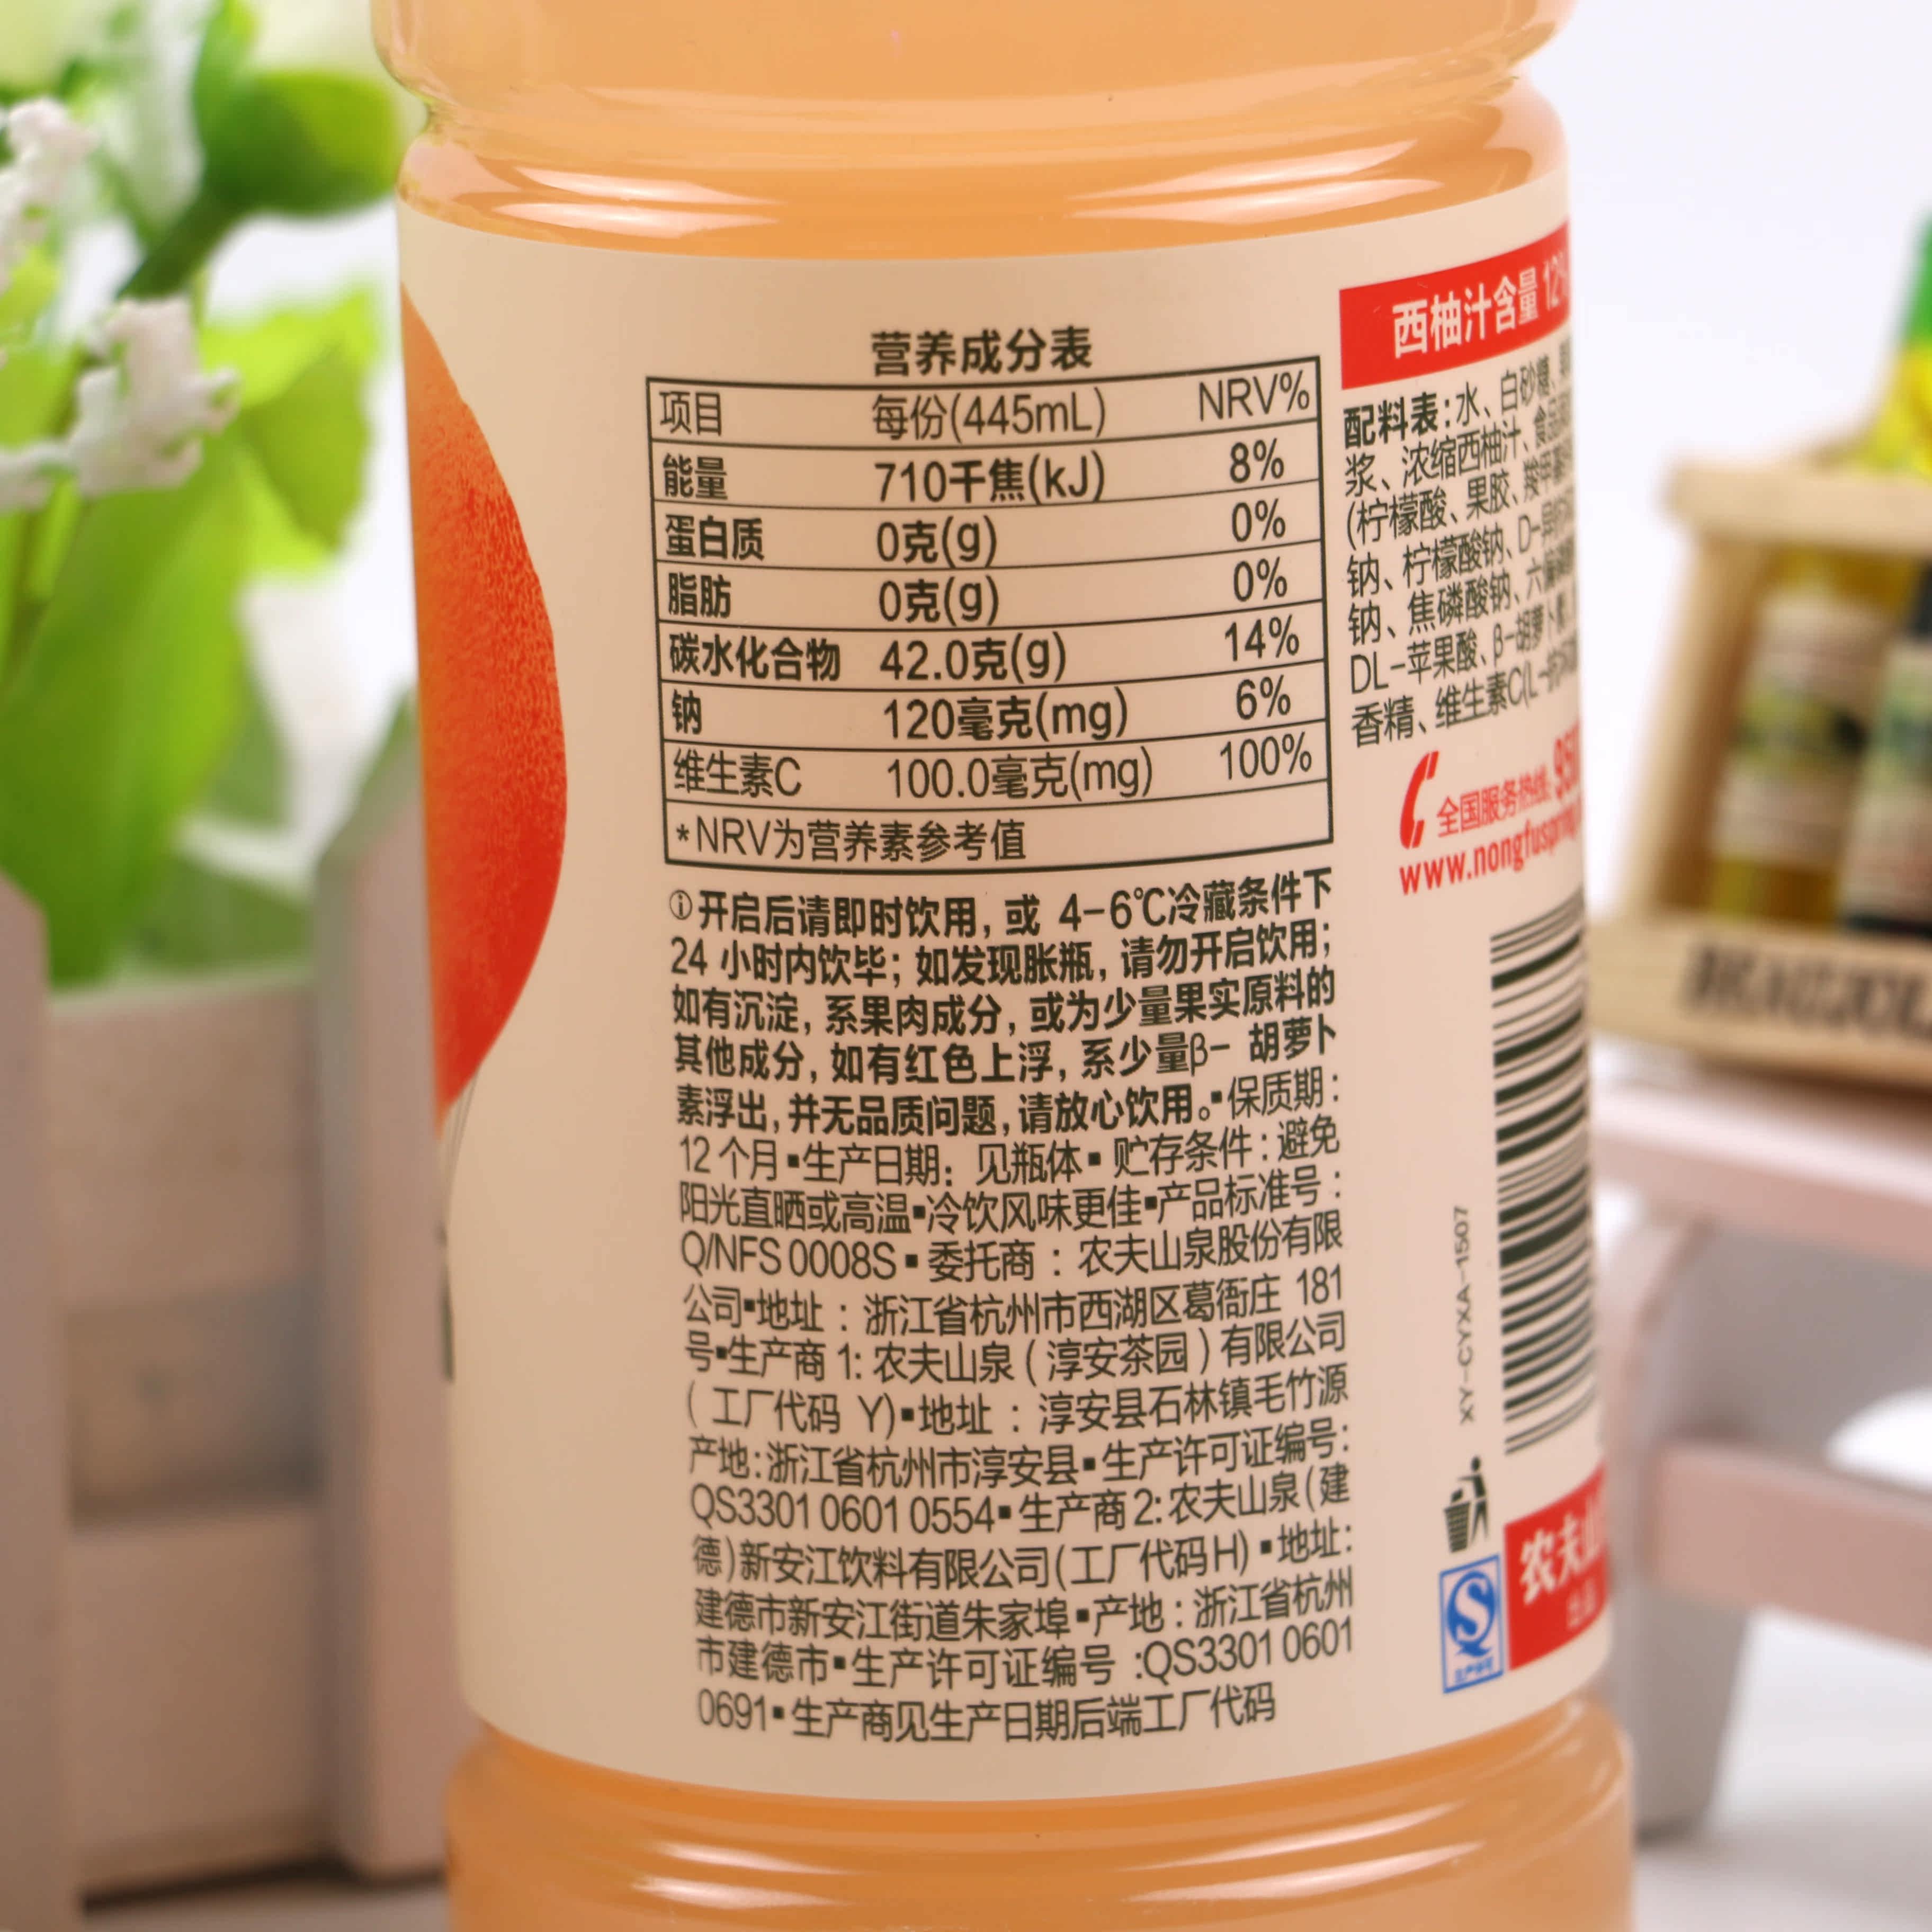 营养成分表
项目 每份(445mL) NRV%
能量 710千焦(kJ) 8%
蛋白质 0克(g) 0%
脂肪 0克(g) 0%
碳水化合物 42.0克(g) 14%
钠 120毫克(mg) 6%
维生素C 100.0毫克(mg) 100%
*NRV为营养素参考值
ⓘ开启后请即时饮用,或 4-6℃冷藏条件下
24 小时内饮毕;如发现胀瓶,请勿开启饮用;
如有沉淀,系果肉成分,或为少量果实原料的
其他成分,如有红色上浮,系少量β- 胡萝卜
素浮出,并无品质问题,请放心饮用。▪保质期:
12个月▪生产日期: 见瓶体▪ 贮存条件:避免
阳光直晒或高温▪冷饮风味更佳▪产品标准号:
Q/NFS 0008S▪委托商:农夫山泉股份有限
公司▪地址:浙江省杭州市西湖区葛衙庄 181
号▪生产商 1:农夫山泉(淳安茶园)有限公司
(工厂代码 Y)▪地址:淳安县石林镇毛竹源
产地:浙江省杭州市淳安县▪生产许可证编号:
QS3301 0601 0554▪生产商2:农夫山泉(建
德)新安江饮料有限公司(工厂代码H)▪地址:
建德市新安江街道朱家埠▪产地:浙江省杭州
市建德市▪生产许可证编号:QS3301 0601
0691▪生产商见生产日期后端工厂代码
西柚汁含量 12%
配料表:水、白砂糖、
浆、浓缩西柚汁、
(柠檬酸、果胶、
钠、柠檬酸钠、
钠、焦磷酸钠、
DL-苹果酸、β-胡萝卜素
香精、维生素C
全国服务热线:
www.nongfuspring
XY-CYXA-1507
农夫山